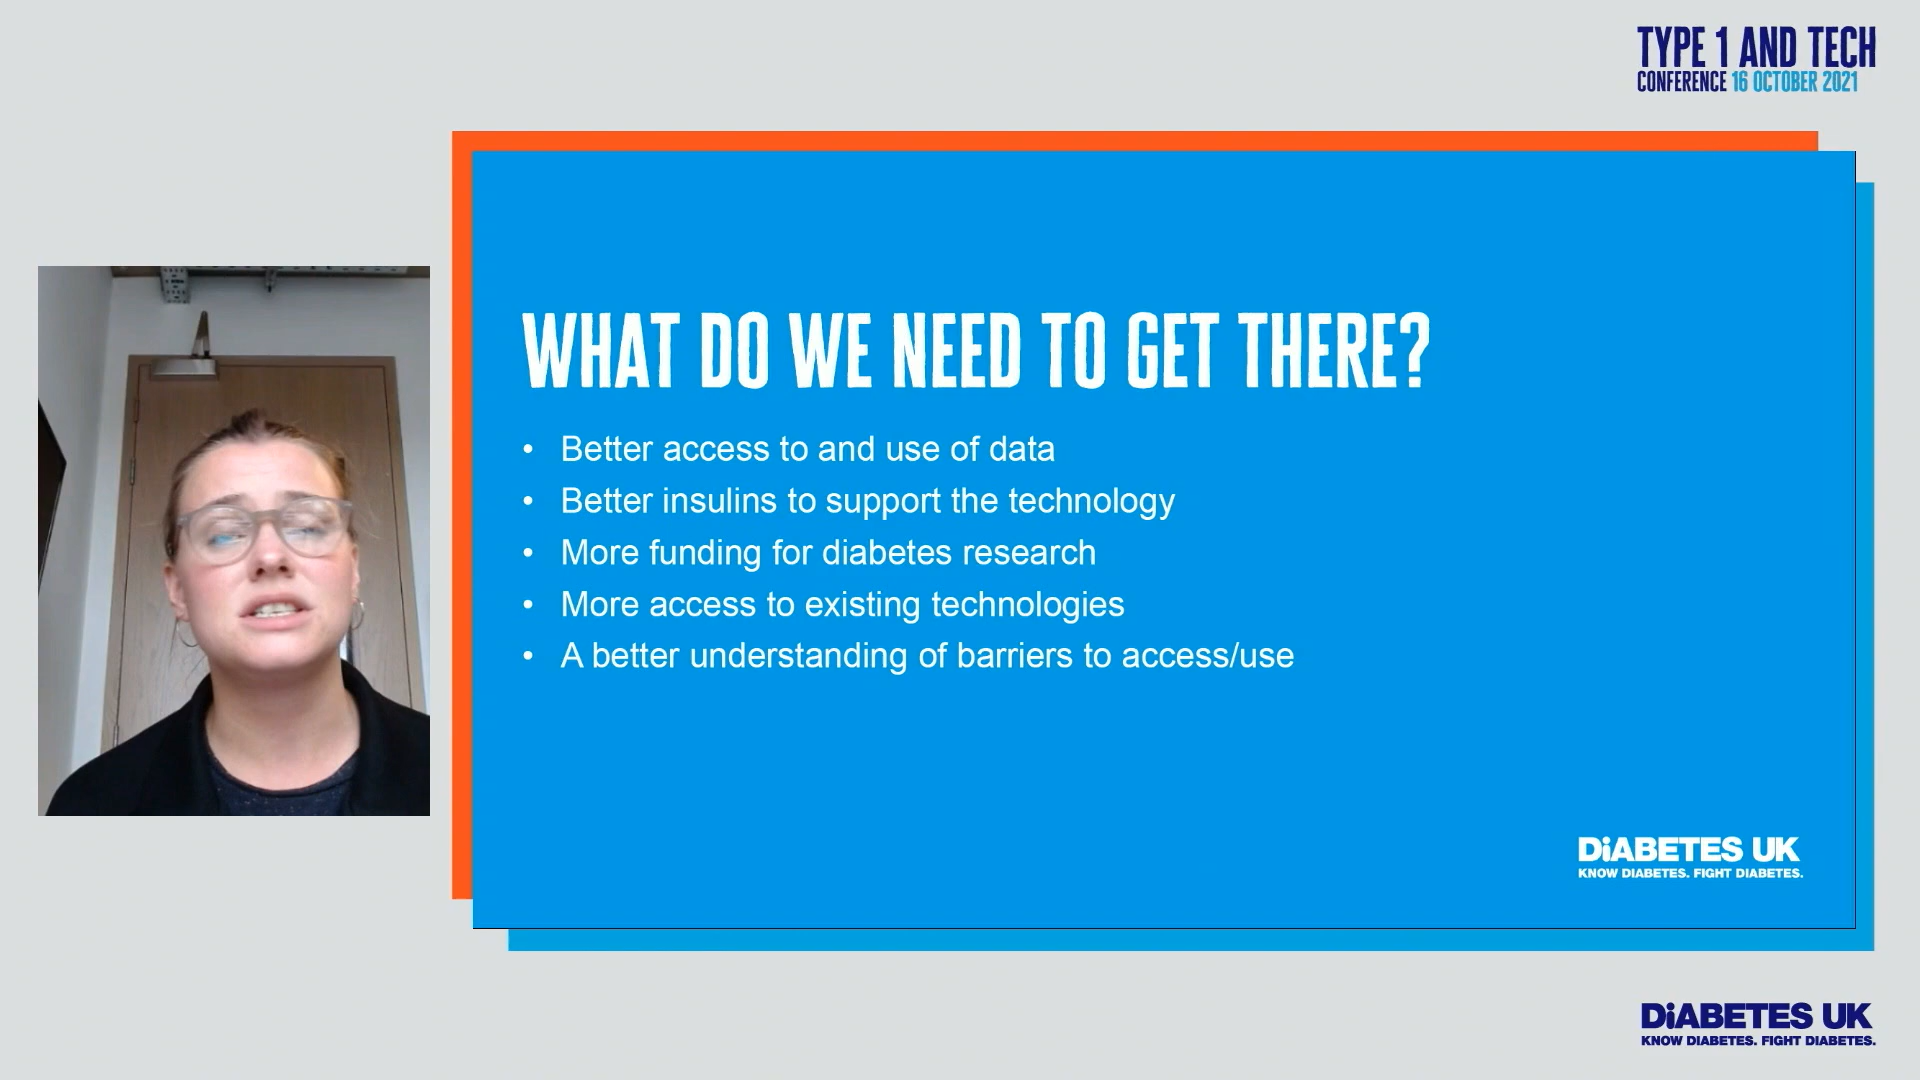 TYPE 1 AND TECH
CONFERENCE 16 OCTOBER 2021
WHAT DO WE NEED TO GET THERE?
• Better access to and use of data
• Better insulins to support the technology
• More funding for diabetes research
• More access to existing technologies
• A better understanding of barriers to access/use
DiABETES UK
KNOW DIABETES. FIGHT DIABETES.
DiABETES UK
KNOW DIABETES. FIGHT DIABETES.